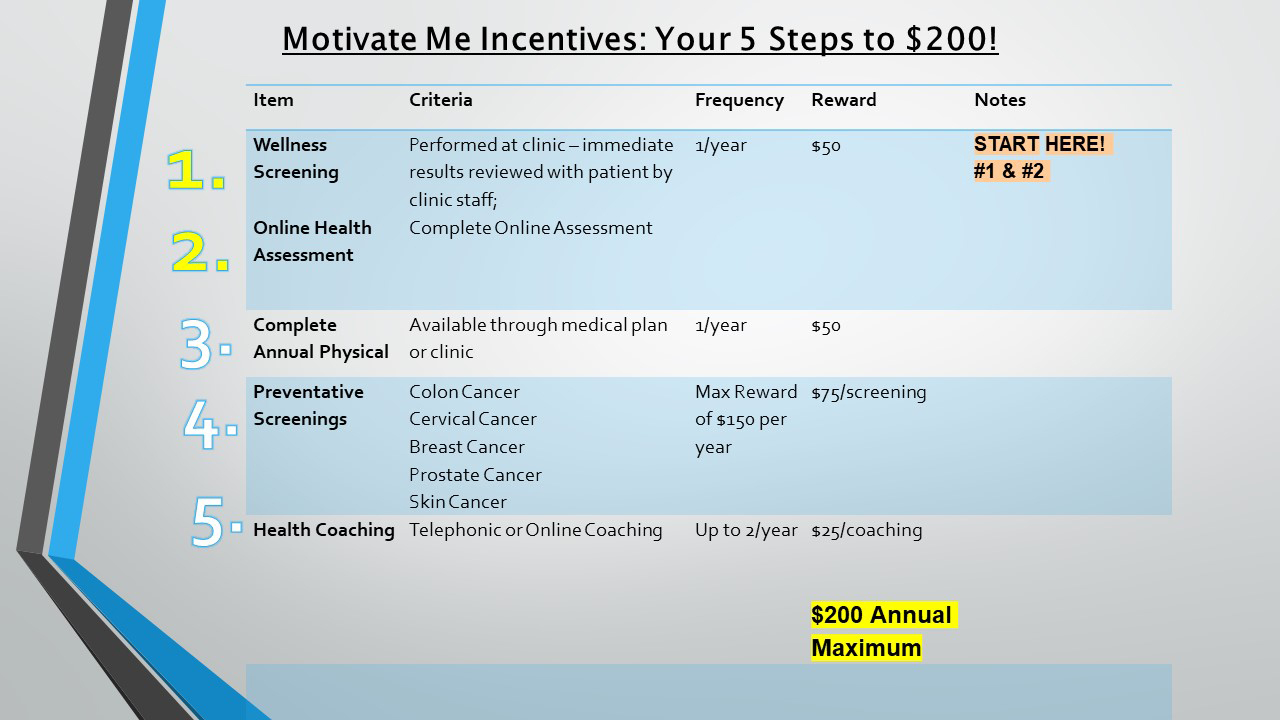 Motivate Me Incentives: Your 5 Steps to $200!
Item Criteria Frequency Reward Notes
1. Wellness Performed at clinic – immediate 1/year $50 START HERE!
Screening results reviewed with patient by #1 & #2
clinic staff;
2. Online Health Complete Online Assessment
Assessment
3. Complete Available through medical plan 1/year $50
Annual Physical or clinic
4. Preventative Colon Cancer Max Reward $75/screening
Screenings Cervical Cancer of $150 per
Breast Cancer year
Prostate Cancer
Skin Cancer
5. Health Coaching Telephonic or Online Coaching Up to 2/year $25/coaching
$200 Annual
Maximum